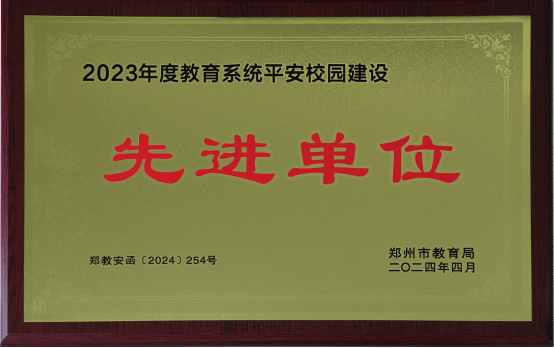 2023年度教育系统平安校园建设
先进单位
郑教安函〔2024〕254号
郑州市教育局
二〇二四年四月